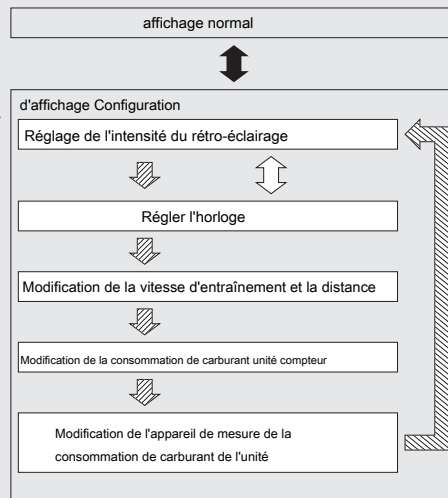 affichage normal
d'affichage Configuration
Réglage de l'intensité du rétro-éclairage
Régler l'horloge
Modification de la vitesse d'entraînement et la distance
Modification de la consommation de carburant unité compteur
Modification de l'appareil de mesure de la
consommation de carburant de l'unité